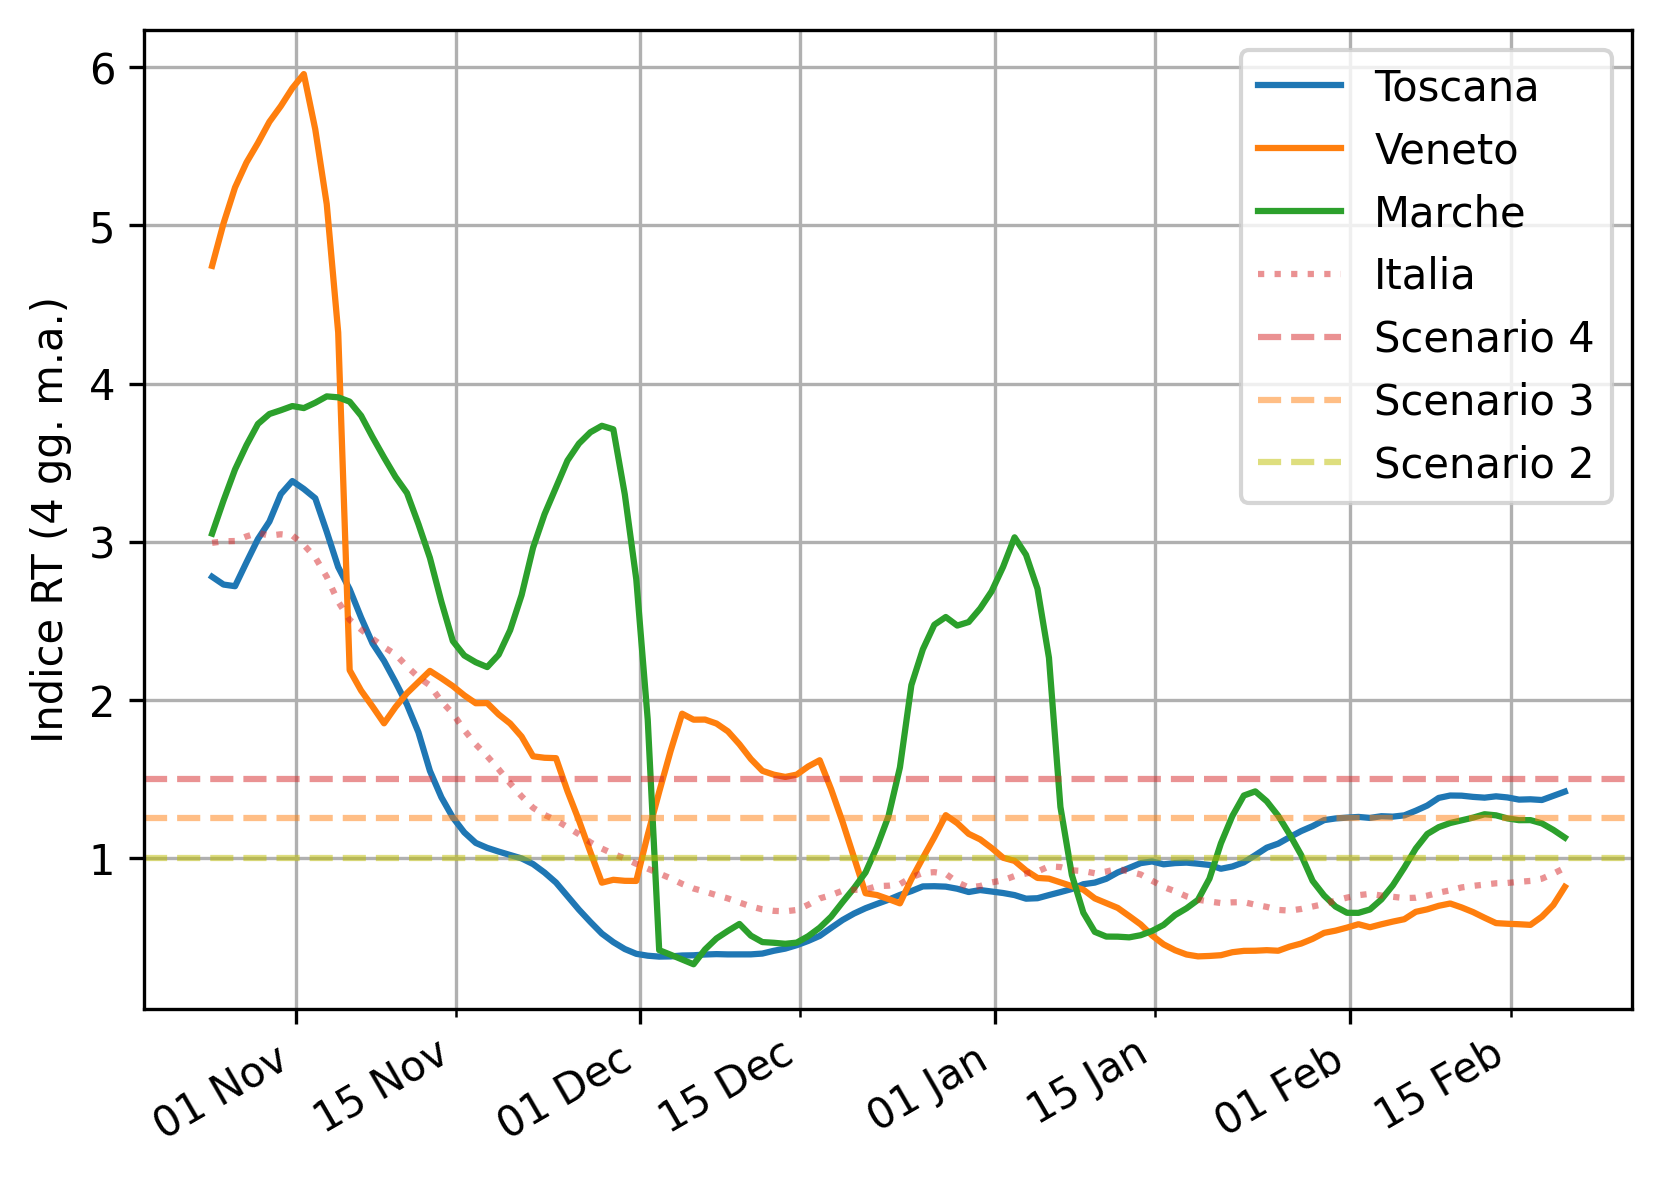 6
5
4
3
2
1
Indice RT (4 gg. m.a.)
Toscana
Veneto
Marche
Italia
Scenario 4
Scenario 3
Scenario 2
01 Nov
15 Nov
01 Dec
15 Dec
01 Jan
15 Jan
01 Feb
15 Feb